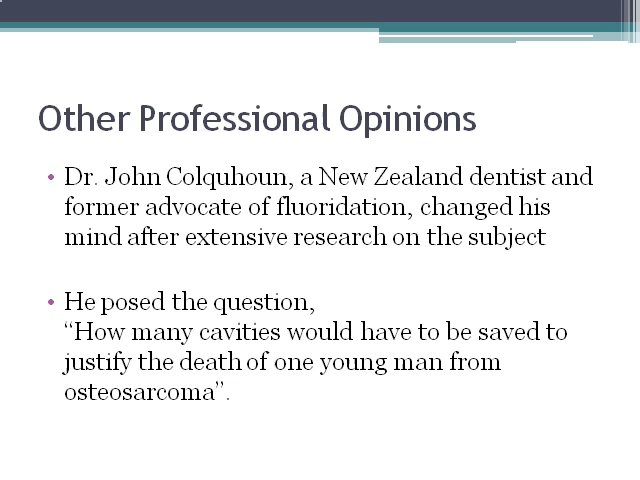 Other Professional Opinions
• Dr. John Colquhoun, a New Zealand dentist and
former advocate of fluoridation, changed his
mind after extensive research on the subject
• He posed the question,
“How many cavities would have to be saved to
justify the death of one young man from
osteosarcoma”.